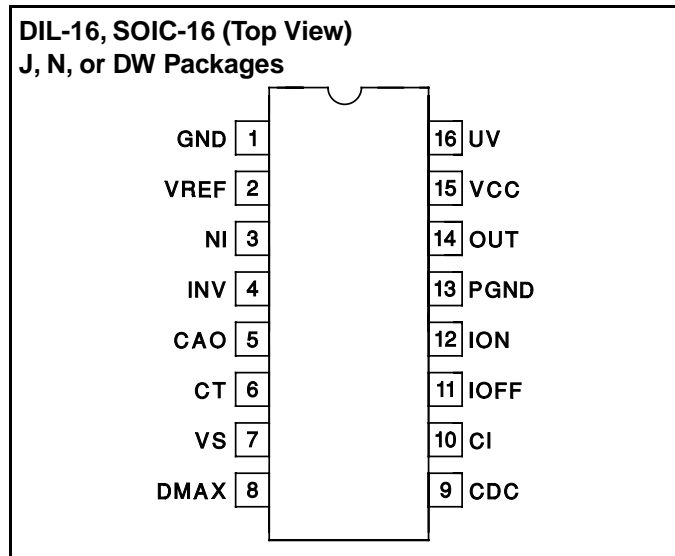 DIL-16, SOIC-16 (Top View)
J, N, or DW Packages
GND 1 16 UV
VREF 2 15 VCC
NI 3 14 OUT
INV 4 13 PGND
CAO 5 12 ION
CT 6 11 IOFF
VS 7 10 CI
DMAX 8 9 CDC